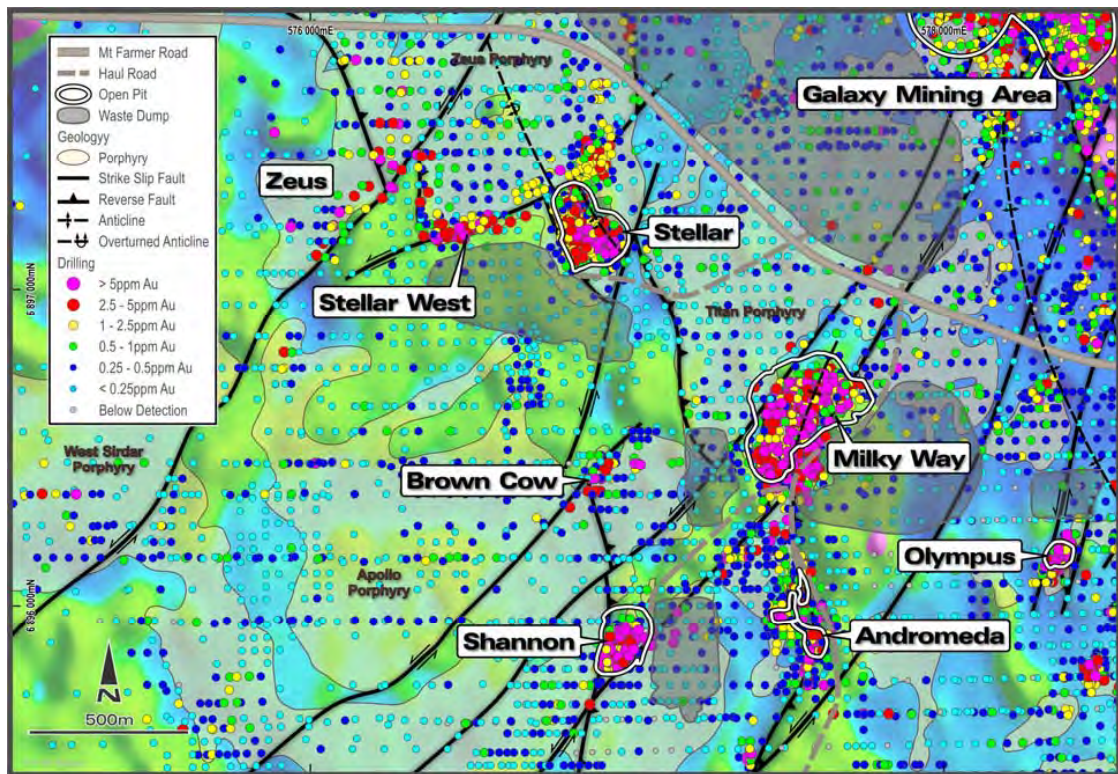 576 000mE
578 000mE
Mt Farmer Road
Haul Road
Open Pit
Waste Dump
Geology
Porphyry
Strike Slip Fault
Reverse Fault
Anticline
Overturned Anticline
Drilling
> 5ppm Au
2.5 - 5ppm Au
1 - 2.5ppm Au
0.5 - 1ppm Au
0.25 - 0.5ppm Au
< 0.25ppm Au
Below Detection
Zeus Porphyry
Galaxy Mining Area
Zeus
Stellar
6 897 000mN
Stellar West
Titan Porphyry
West Sirdar
Porphyry
Brown Cow
Milky Way
Olympus
Apollo
Porphyry
6 896 000mN
Shannon
Andromeda
N
500m